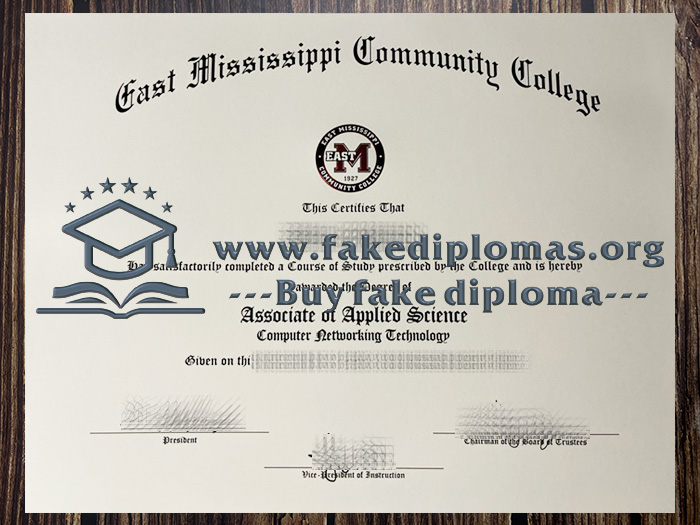 East Mississippi Community College
EAST MISSISSIPPI
EAST M
1927
COMMUNITY COLLEGE
This Certifies That
www.fakediplomas.org
Has satisfactorily completed a Course of Study prescribed by the College and is hereby
awarded the Degree of
---Buy fake diploma---
Associate of Applied Science
Computer Networking Technology
Given on thi
President
Chairman of the Board of Trustees
Vice-President of Instruction